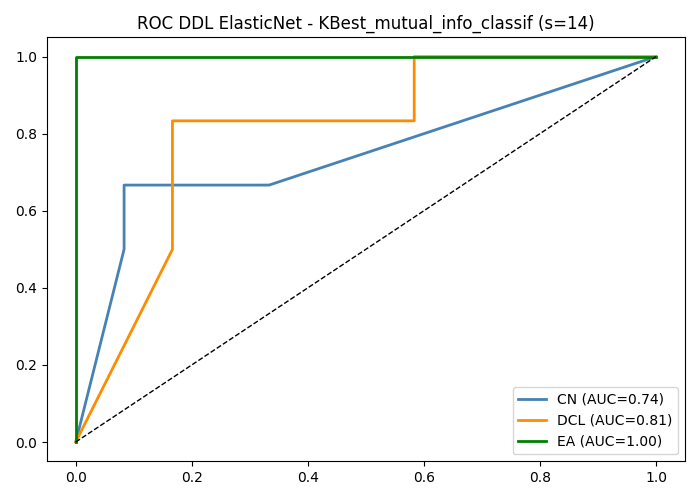 ROC DDL ElasticNet - KBest_mutual_info_classif (s=14)
1.0
0.8
0.6
0.4
0.2
0.0
CN (AUC=0.74)
DCL (AUC=0.81)
EA (AUC=1.00)
0.0 0.2 0.4 0.6 0.8 1.0